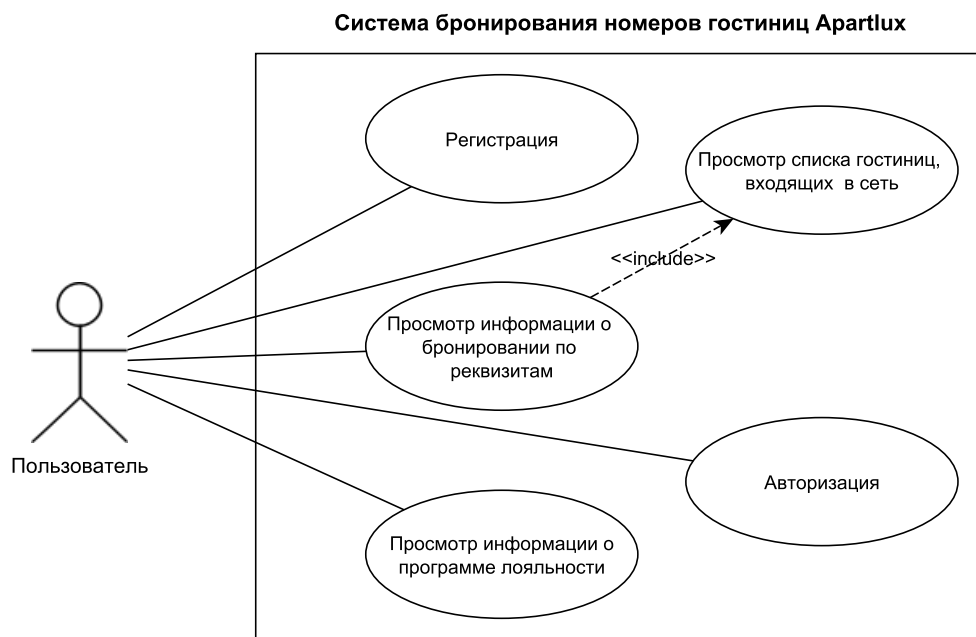 Система бронирования номеров гостиниц Apartlux
Регистрация
Просмотр списка гостиниц,
входящих в сеть
<<include>>
Просмотр информации о
бронировании по
реквизитам
Пользователь
Авторизация
Просмотр информации о
программе лояльности